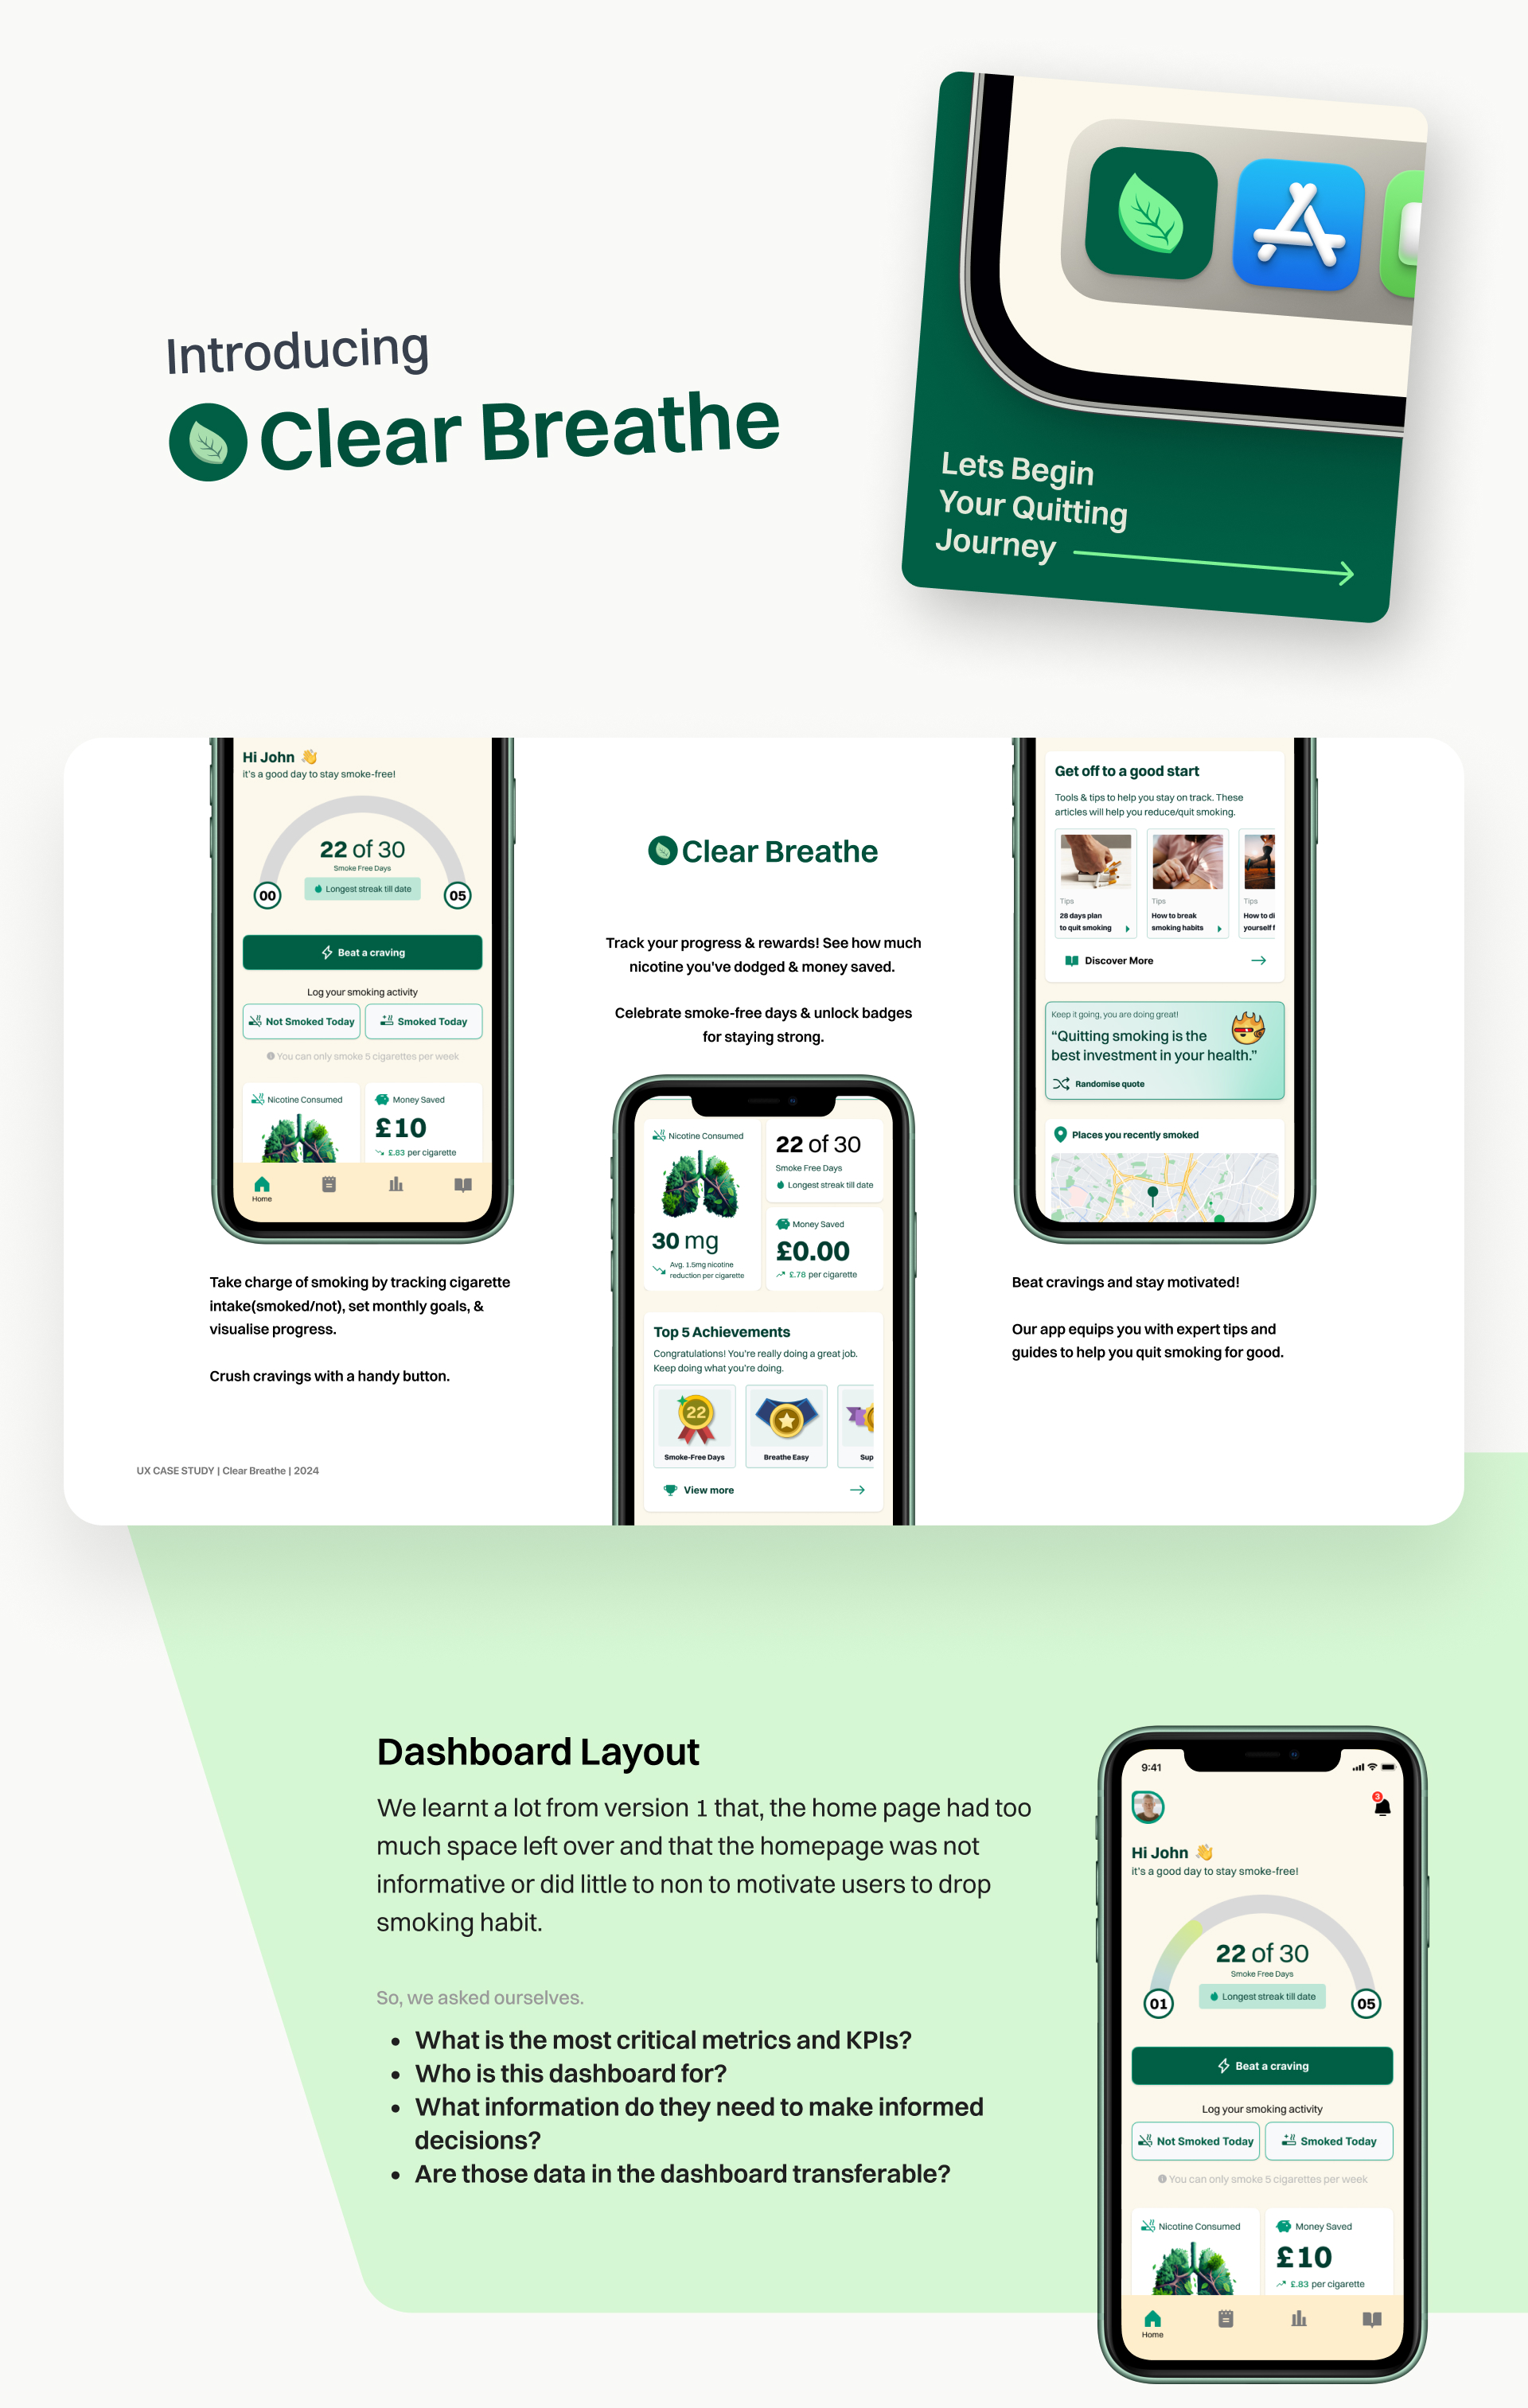 Introducing
Clear Breathe
Lets Begin
Your Quitting
Journey
Hi John
it's a good day to stay smoke-free!
22 of 30
Smoke Free Days
Longest streak till date
00
05
Beat a craving
Log your smoking activity
Not Smoked Today
Smoked Today
You can only smoke 5 cigarettes per week
Nicotine Consumed
Money Saved
£10
£.83 per cigarette
Home
Take charge of smoking by tracking cigarette
intake(smoked/not), set monthly goals, &
visualise progress.
Crush cravings with a handy button.
UX CASE STUDY | Clear Breathe | 2024
Clear Breathe
Track your progress & rewards! See how much
nicotine you've dodged & money saved.
Celebrate smoke-free days & unlock badges
for staying strong.
Nicotine Consumed
30 mg
Avg. 1.5mg nicotine
reduction per cigarette
22 of 30
Smoke Free Days
Longest streak till date
Money Saved
£0.00
£.78 per cigarette
Top 5 Achievements
Congratulations! You're really doing a great job.
Keep doing what you're doing.
22
Smoke-Free Days
Breathe Easy
Sup
View more
Get off to a good start
Tools & tips to help you stay on track. These
articles will help you reduce/quit smoking.
Tips
28 days plan
to quit smoking
Tips
How to break
smoking habits
Tips
How to di
yourself f
Discover More
Keep it going, you are doing great!
“Quitting smoking is the
best investment in your health.”
Randomise quote
Places you recently smoked
Beat cravings and stay motivated!
Our app equips you with expert tips and
guides to help you quit smoking for good.
Dashboard Layout
We learnt a lot from version 1 that, the home page had too
much space left over and that the homepage was not
informative or did little to non to motivate users to drop
smoking habit.
So, we asked ourselves.
• What is the most critical metrics and KPIs?
• Who is this dashboard for?
• What information do they need to make informed
decisions?
• Are those data in the dashboard transferable?
9:41
3
Hi John
it's a good day to stay smoke-free!
22 of 30
Smoke Free Days
Longest streak till date
01
05
Beat a craving
Log your smoking activity
Not Smoked Today
Smoked Today
You can only smoke 5 cigarettes per week
Nicotine Consumed
Money Saved
£10
£.83 per cigarette
Home